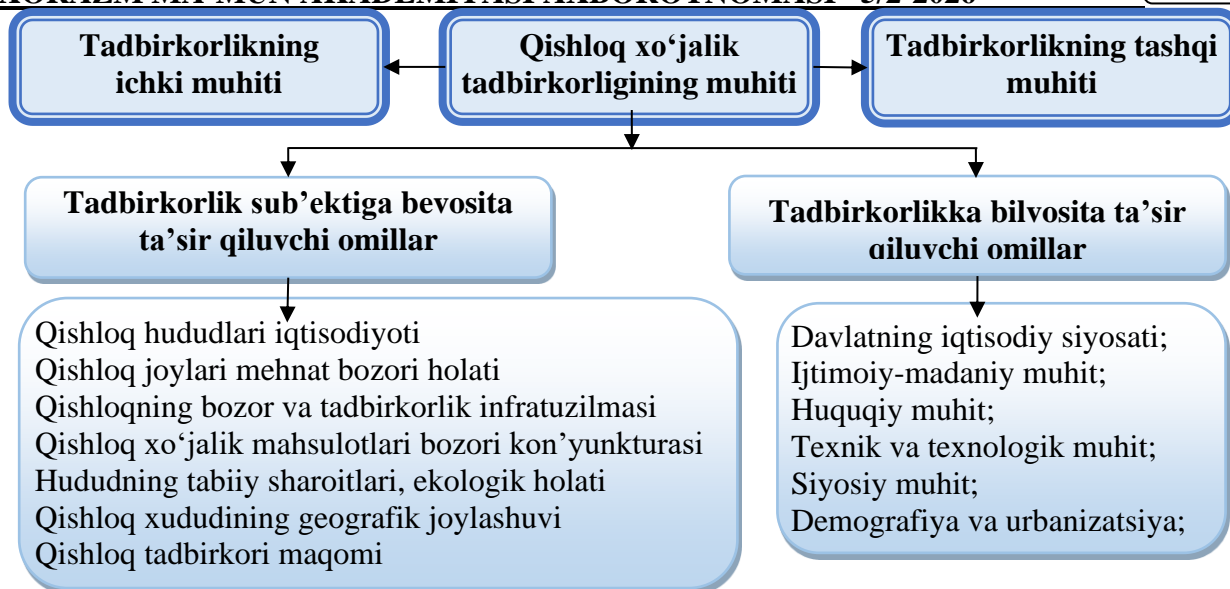 Tadbirkorlikning
ichki muhiti
Qishloq xo‘jalik
tadbirkorligining muhiti
Tadbirkorlikning tashqi
muhiti
Tadbirkorlik sub’ektiga bevosita
ta’sir qiluvchi omillar
Tadbirkorlikka bilvosita ta’sir
qiluvchi omillar
Qishloq hududlari iqtisodiyoti
Qishloq joylari mehnat bozori holati
Qishloqning bozor va tadbirkorlik infratuzilmasi
Qishloq xo‘jalik mahsulotlari bozori kon’yunkturasi
Hududning tabiiy sharoitlari, ekologik holati
Qishloq xududining geografik joylashuvi
Qishloq tadbirkori maqomi
Davlatning iqtisodiy siyosati;
Ijtimoiy-madaniy muhit;
Huquqiy muhit;
Texnik va texnologik muhit;
Siyosiy muhit;
Demografiya va urbanizatsiya;